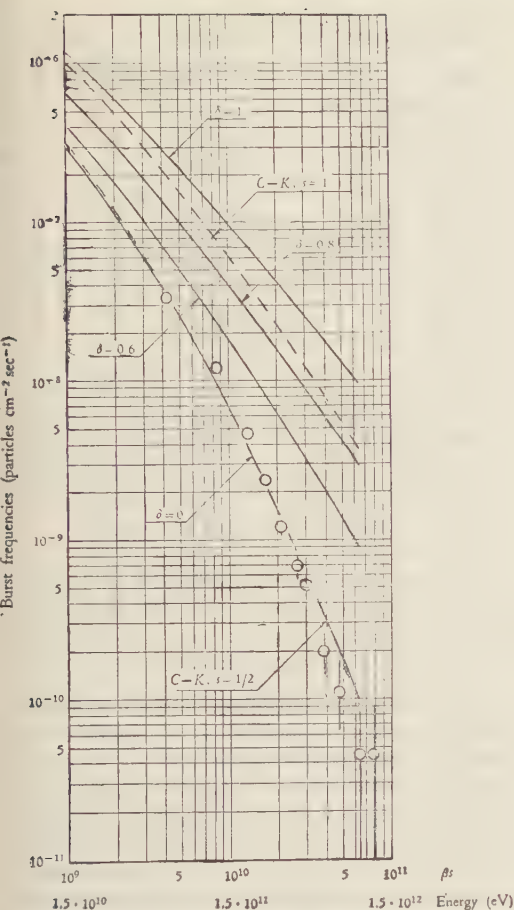 2
10⁻⁶
5
10⁻⁷
5
10⁻⁸
5
10⁻⁹
5
10⁻¹⁰
5
10⁻¹¹
Burst frequencies (particles cm⁻² sec⁻¹)
C—K, s=1
δ=0.8
δ=0.6
δ=0
C—K, s=1/2
10⁹ 5 10¹⁰ 5 10¹¹ βs
1.5·10¹⁰ 1.5·10¹¹ 1.5·10¹² Energy (eV)